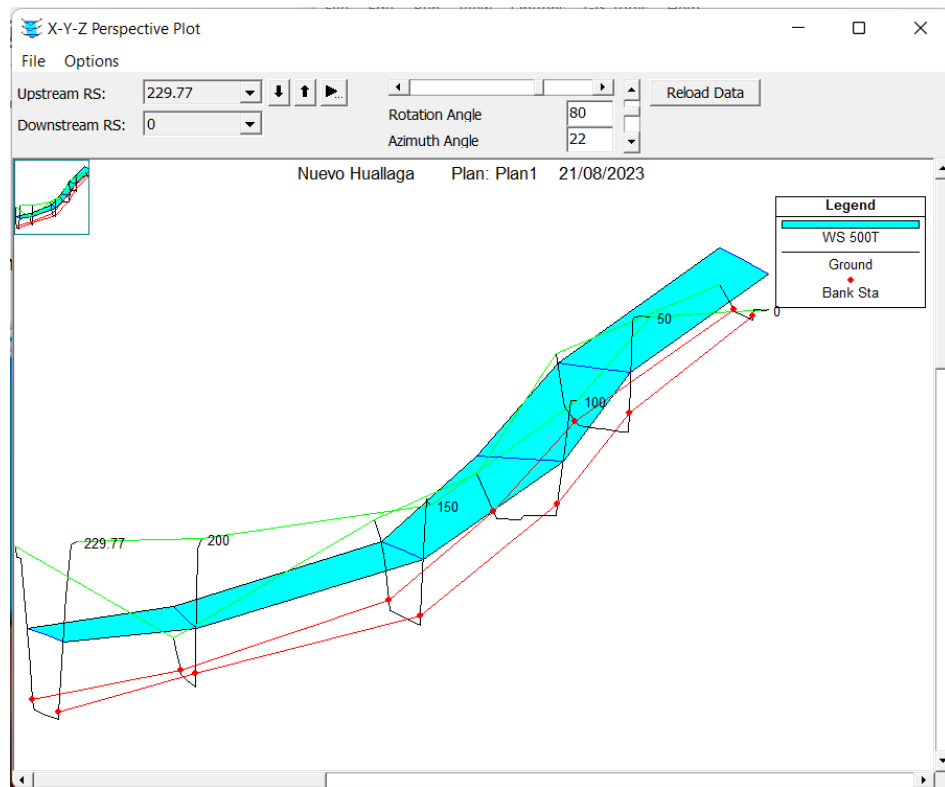 X-Y-Z Perspective Plot
File Options
Upstream RS: 229.77
Downstream RS: 0
Rotation Angle 80
Azimuth Angle 22
Reload Data
Nuevo Huallaga Plan: Plan1 21/08/2023
Legend
WS 500T
Ground
Bank Sta
0
50
100
150
200
229.77